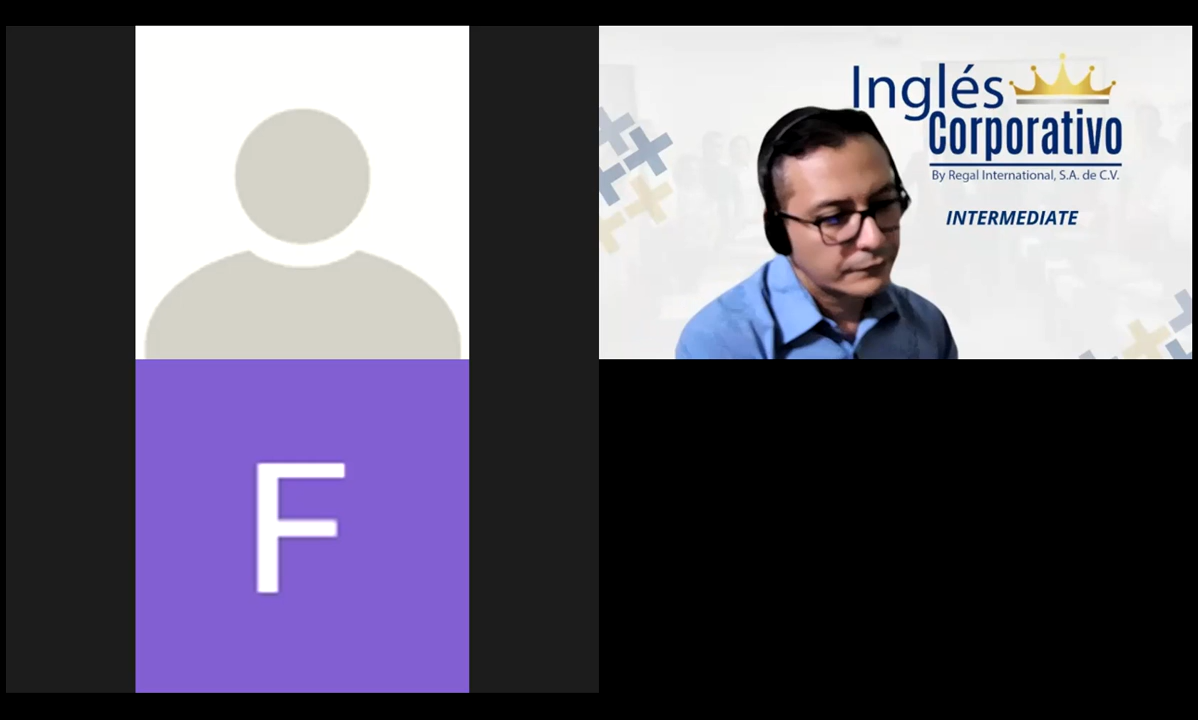 Inglés
Corporativo
By Regal International, S.A. de C.V.
INTERMEDIATE
F